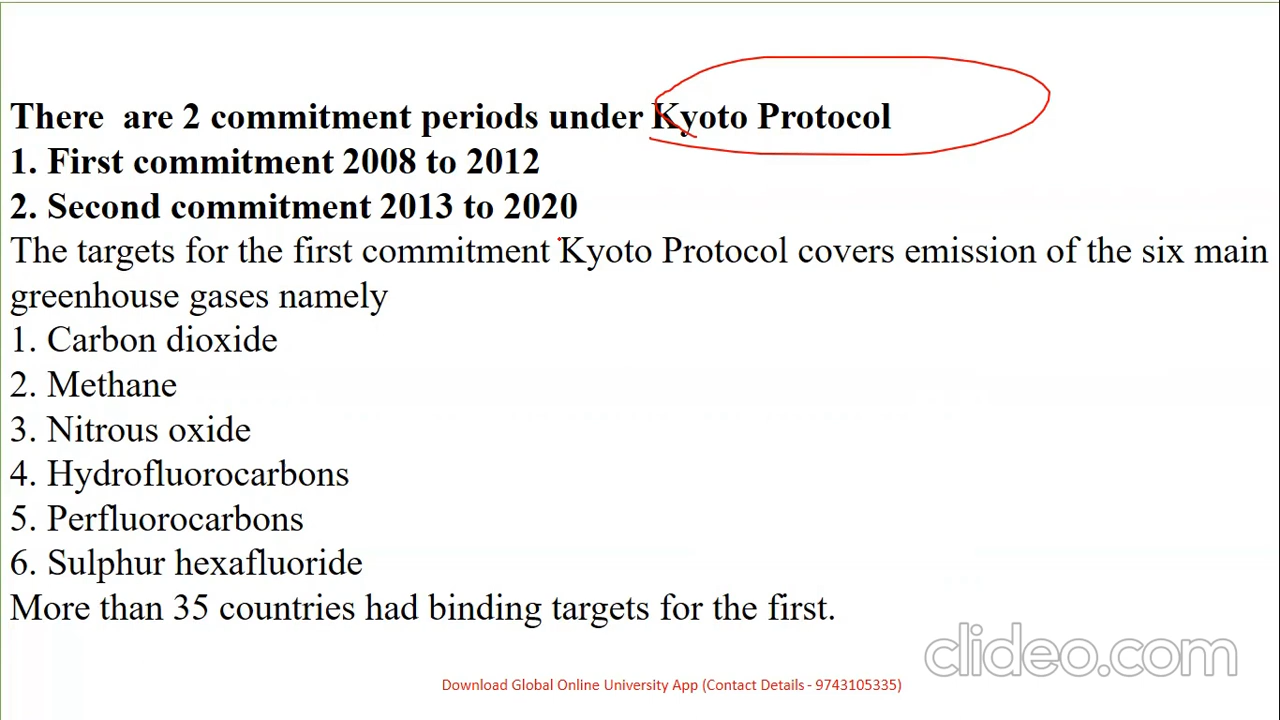 There  are 2 commitment periods under Kyoto Protocol
1. First commitment 2008 to 2012
2. Second commitment 2013 to 2020
The targets for the first commitment Kyoto Protocol covers emission of the six main
greenhouse gases namely
1. Carbon dioxide
2. Methane
3. Nitrous oxide
4. Hydrofluorocarbons
5. Perfluorocarbons
6. Sulphur hexafluoride
More than 35 countries had binding targets for the first.
clideo.com
Download Global Online University App (Contact Details - 9743105335)